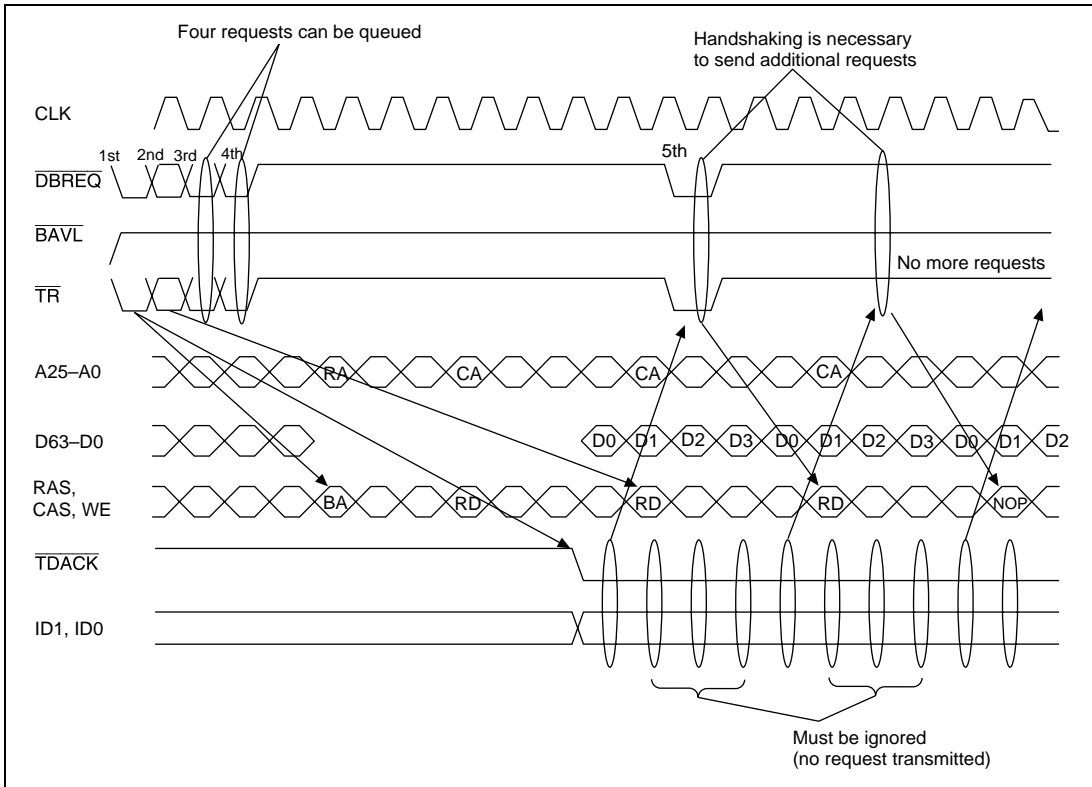 Four requests can be queued
Handshaking is necessary
to send additional requests
CLK
1st 2nd 3rd 4th 5th
DBREQ
BAVL
No more requests
TR
A25–A0 RA CA CA CA
D63–D0 D0 D1 D2 D3 D0 D1 D2 D3 D0 D1 D2
RAS,
CAS, WE BA RD RD RD NOP
TDACK
ID1, ID0
Must be ignored
(no request transmitted)